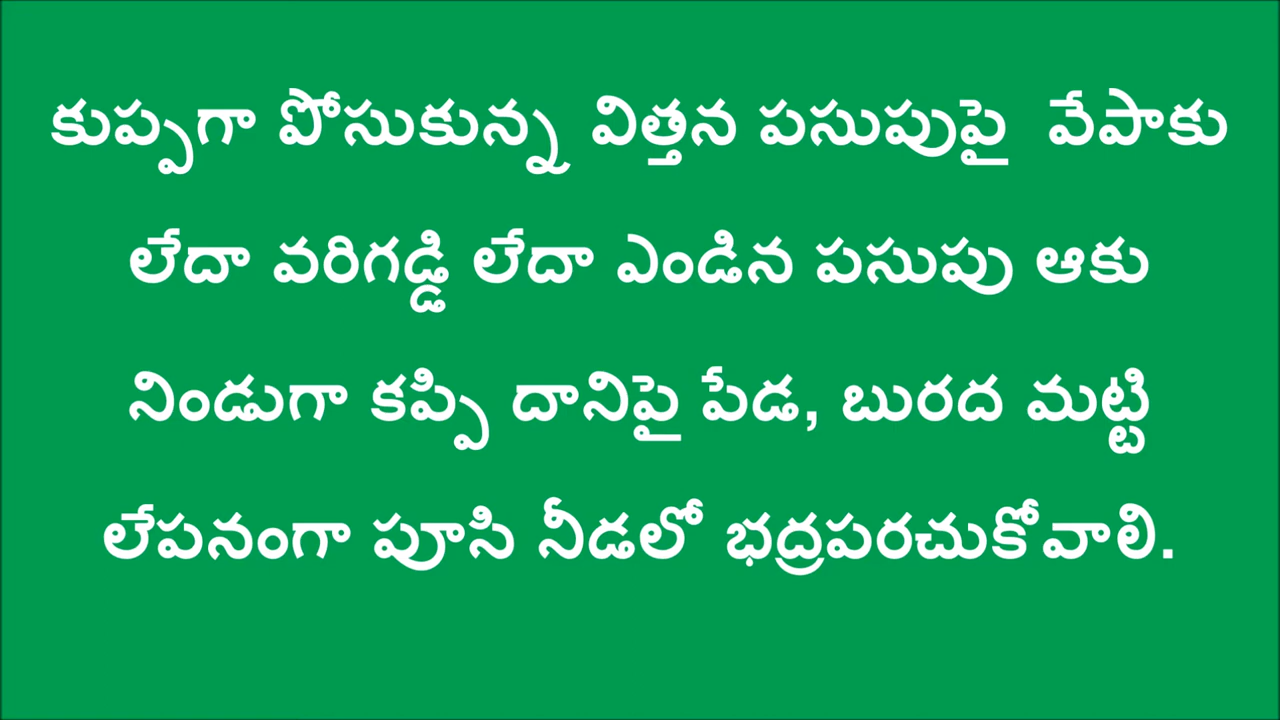 కుప్పగా పోసుకున్న విత్తన పసుపుపై వేపాకు
లేదా వరిగడ్డి లేదా ఎండిన పసుపు ఆకు
నిండుగా కప్పి దానిపై పేడ, బురద మట్టి
లేపనంగా పూసి నీడలో భద్రపరచుకోవాలి.